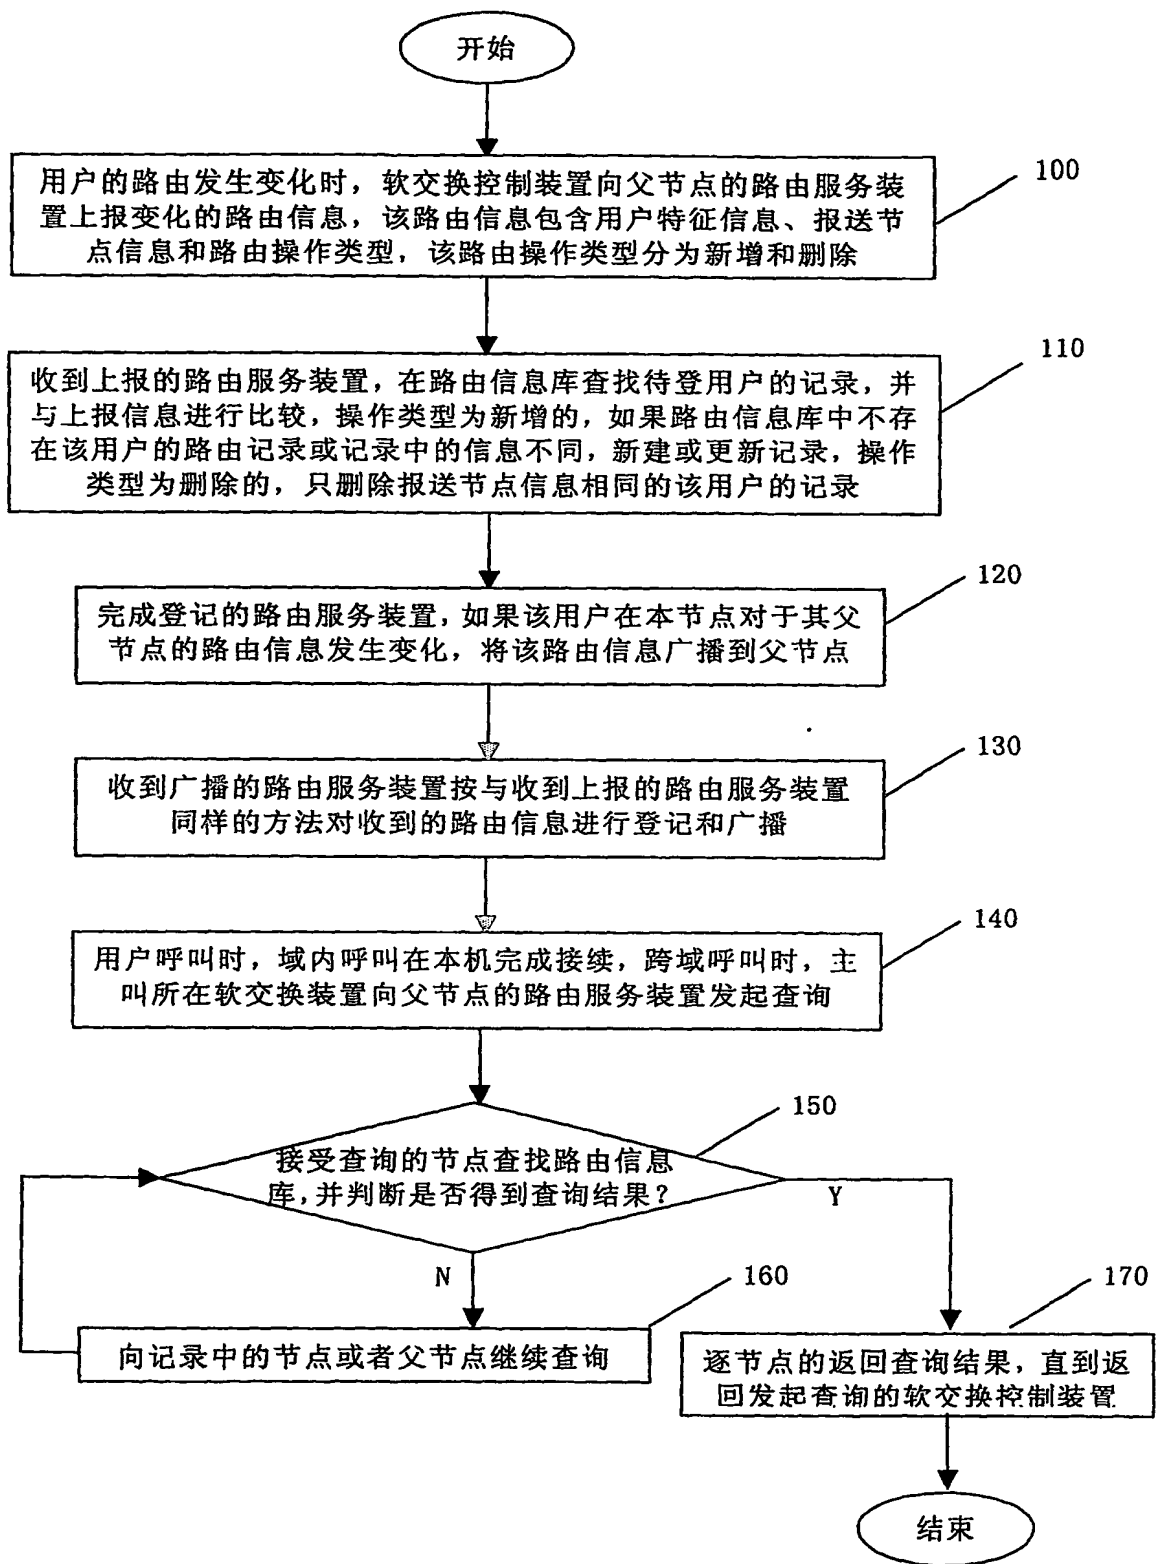 开始
用户的路由发生变化时，软交换控制装置向父节点的路由服务装
置上报变化的路由信息，该路由信息包含用户特征信息、报送节
点信息和路由操作类型，该路由操作类型分为新增和删除
100
收到上报的路由服务装置，在路由信息库查找待登用户的记录，并
与上报信息进行比较，操作类型为新增的，如果路由信息库中不存
在该用户的路由记录或记录中的信息不同，新建或更新记录，操作
类型为删除的，只删除报送节点信息相同的该用户的记录
110
完成登记的路由服务装置，如果该用户在本节点对于其父
节点的路由信息发生变化，将该路由信息广播到父节点
120
收到广播的路由服务装置按与收到上报的路由服务装置
同样的方法对收到的路由信息进行登记和广播
130
用户呼叫时，域内呼叫在本机完成接续，跨域呼叫时，主
叫所在软交换装置向父节点的路由服务装置发起查询
140
接受查询的节点查找路由信息
库，并判断是否得到查询结果？
150
Y
N
向记录中的节点或者父节点继续查询
160
逐节点的返回查询结果，直到返
回发起查询的软交换控制装置
170
结束